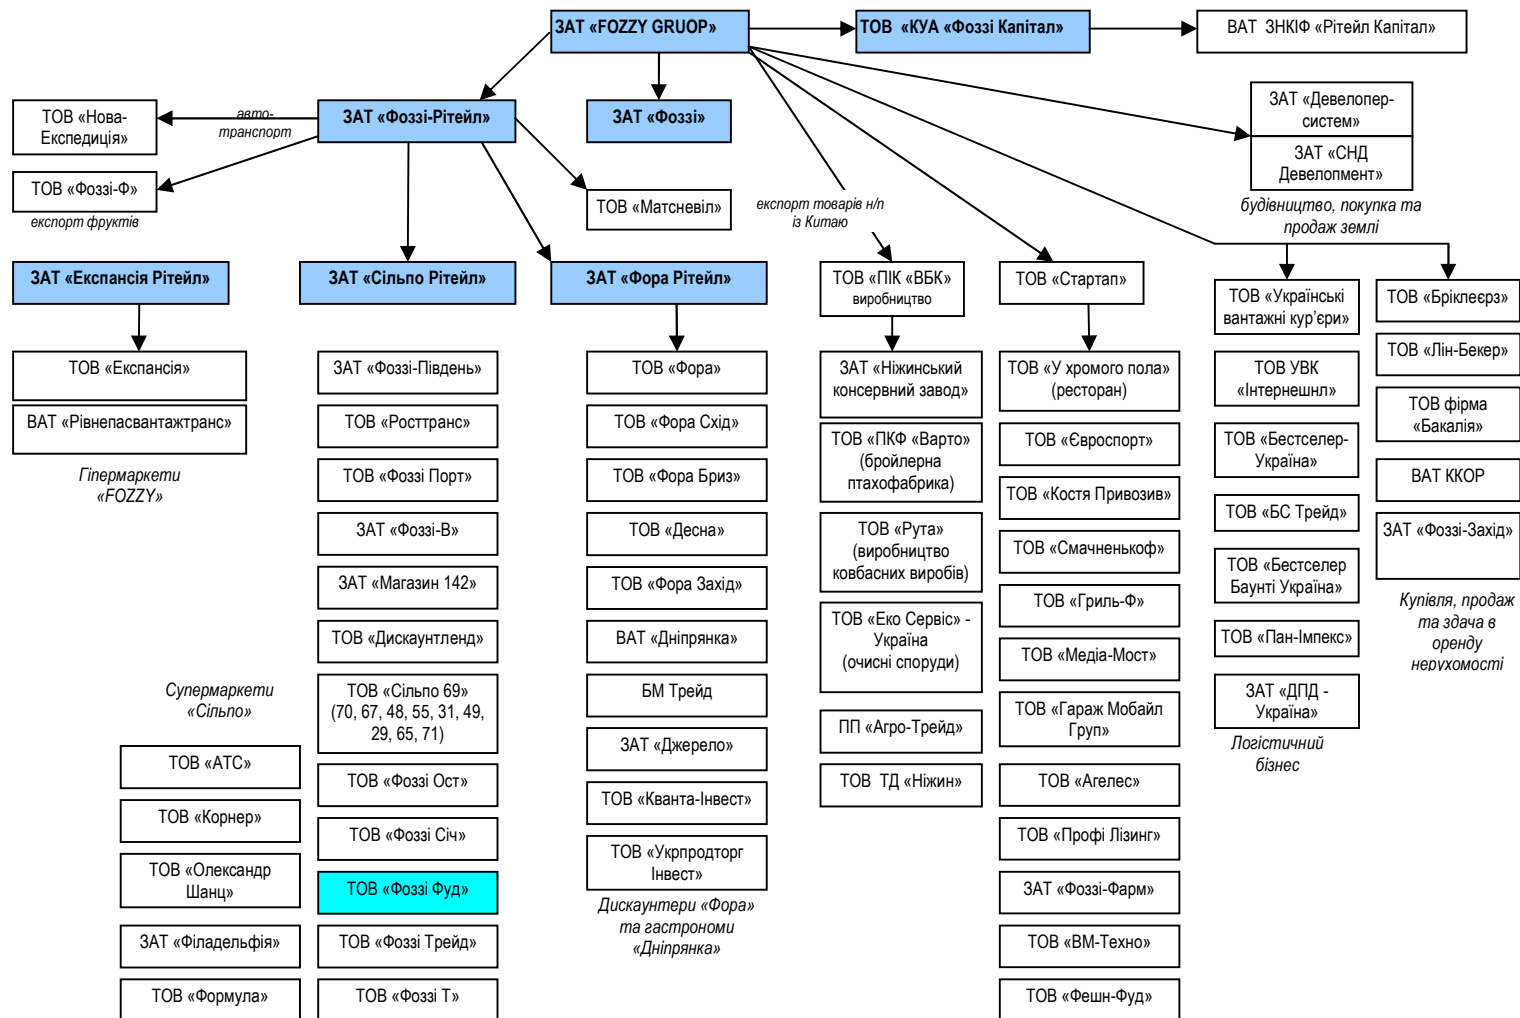 ЗАТ «FOZZY GRUOP»
ТОВ «КУА «Фоззі Капітал»
ВАТ ЗНКІФ «Рітейл Капітал»
ТОВ «Нова-
Експедиція»
авто-
транспорт
ЗАТ «Фоззі-Рітейл»
ЗАТ «Фоззі»
ЗАТ «Девелопер-
систем»
ЗАТ «СНД
Девелопмент»
будівництво, покупка та
продаж землі
ТОВ «Фоззі-Ф»
експорт фруктів
ТОВ «Матсневіл»
експорт товарів н/п
із Китаю
ЗАТ «Експансія Рітейл»
ЗАТ «Сільпо Рітейл»
ЗАТ «Фора Рітейл»
ТОВ «ПІК «ВБК»
виробництво
ТОВ «Стартап»
ТОВ «Українські
вантажні кур’єри»
ТОВ «Бріклеєрз»
ТОВ «Експансія»
ВАТ «Рівнепасвантажтранс»
Гіпермаркети
«FOZZY»
ЗАТ «Фоззі-Південь»
ТОВ «Росттранс»
ТОВ «Фоззі Порт»
ЗАТ «Фоззі-В»
ЗАТ «Магазин 142»
ТОВ «Дискаунтленд»
ТОВ «Сільпо 69»
(70, 67, 48, 55, 31, 49,
29, 65, 71)
ТОВ «Фоззі Ост»
ТОВ «Фоззі Січ»
ТОВ «Фоззі Фуд»
ТОВ «Фоззі Трейд»
ТОВ «Фоззі Т»
Супермаркети
«Сільпо»
ТОВ «АТС»
ТОВ «Корнер»
ТОВ «Олександр
Шанц»
ЗАТ «Філадельфія»
ТОВ «Формула»
ТОВ «Фора»
ТОВ «Фора Схід»
ТОВ «Фора Бриз»
ТОВ «Десна»
ТОВ «Фора Захід»
ВАТ «Дніпрянка»
БМ Трейд
ЗАТ «Джерело»
ТОВ «Кванта-Інвест»
ТОВ «Укрпродторг
Інвест»
Дискаунтери «Фора»
та гастрономи
«Дніпрянка»
ЗАТ «Ніжинський
консервний завод»
ТОВ «ПКФ «Варто»
(бройлерна
птахофабрика)
ТОВ «Рута»
(виробництво
ковбасних виробів)
ТОВ «Еко Сервіс» -
Україна
(очисні споруди)
ПП «Агро-Трейд»
ТОВ ТД «Ніжин»
ТОВ «У хромого пола»
(ресторан)
ТОВ «Євроспорт»
ТОВ «Костя Привозив»
ТОВ «Смачненькоф»
ТОВ «Гриль-Ф»
ТОВ «Медіа-Мост»
ТОВ «Гараж Мобайл
Груп»
ТОВ «Агелес»
ТОВ «Профі Лізинг»
ЗАТ «Фоззі-Фарм»
ТОВ «ВМ-Техно»
ТОВ «Фешн-Фуд»
ТОВ УВК
«Інтернешнл»
ТОВ «Бестселер-
Україна»
ТОВ «БС Трейд»
ТОВ «Бестселер
Баунті Україна»
ТОВ «Пан-Імпекс»
ЗАТ «ДПД -
Україна»
Логістичний
бізнес
ТОВ «Лін-Бекер»
ТОВ фірма
«Бакалія»
ВАТ ККОР
ЗАТ «Фоззі-Захід»
Купівля, продаж
та здача в
оренду
нерухомості